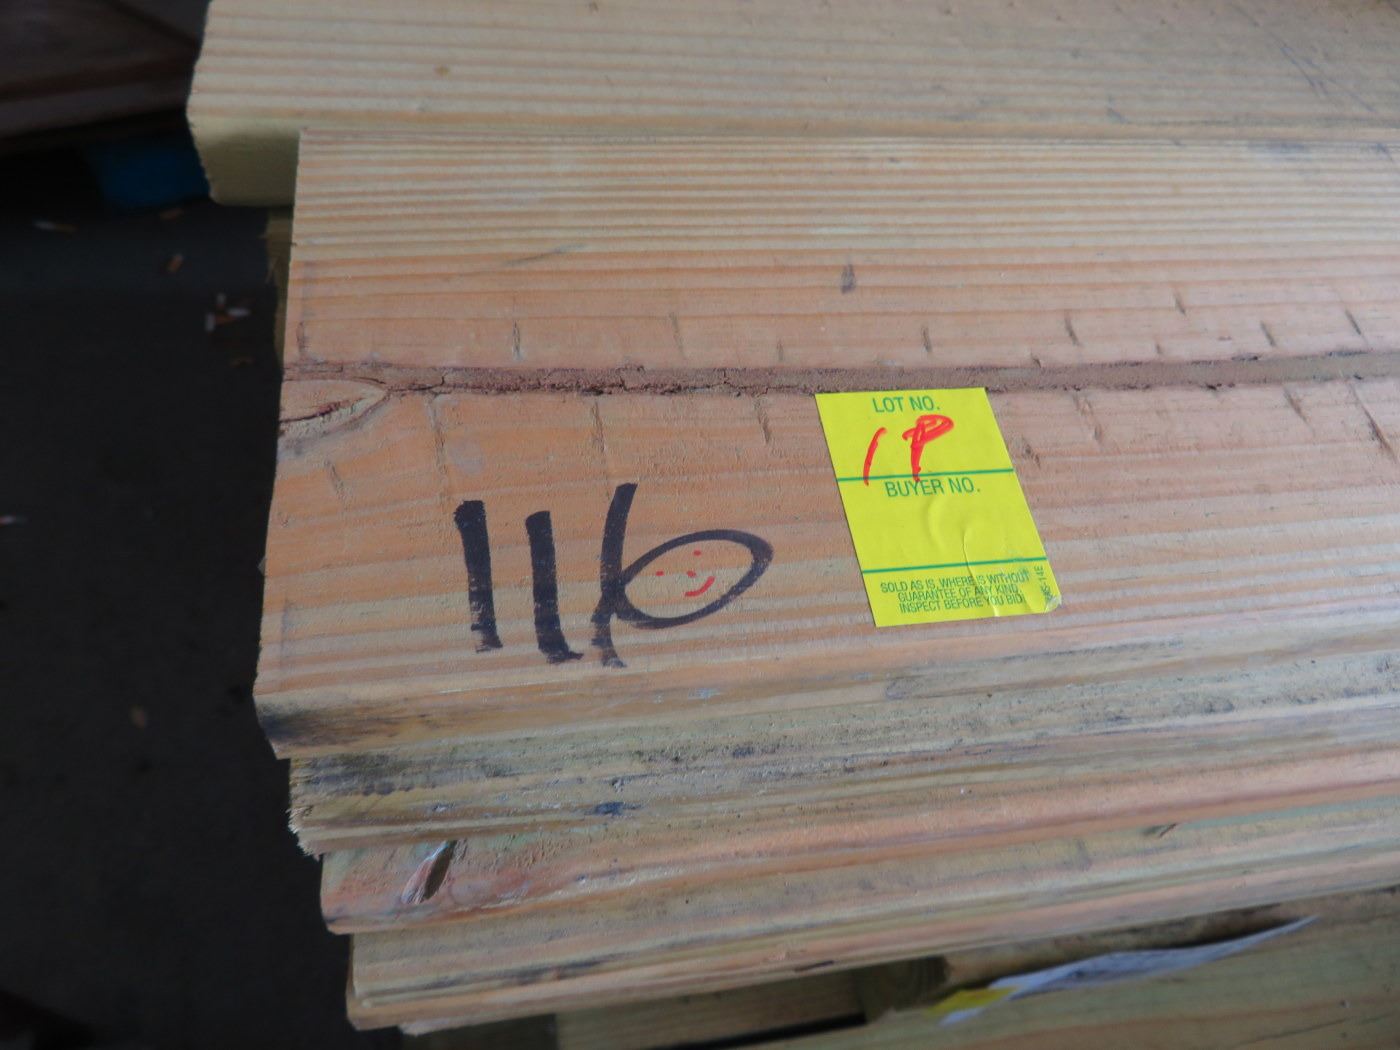 116
LOT NO.
1P
BUYER NO.
SOLD AS IS, WHERE IS WITHOUT
GUARANTEE OF ANY KIND.
INSPECT BEFORE YOU BID.